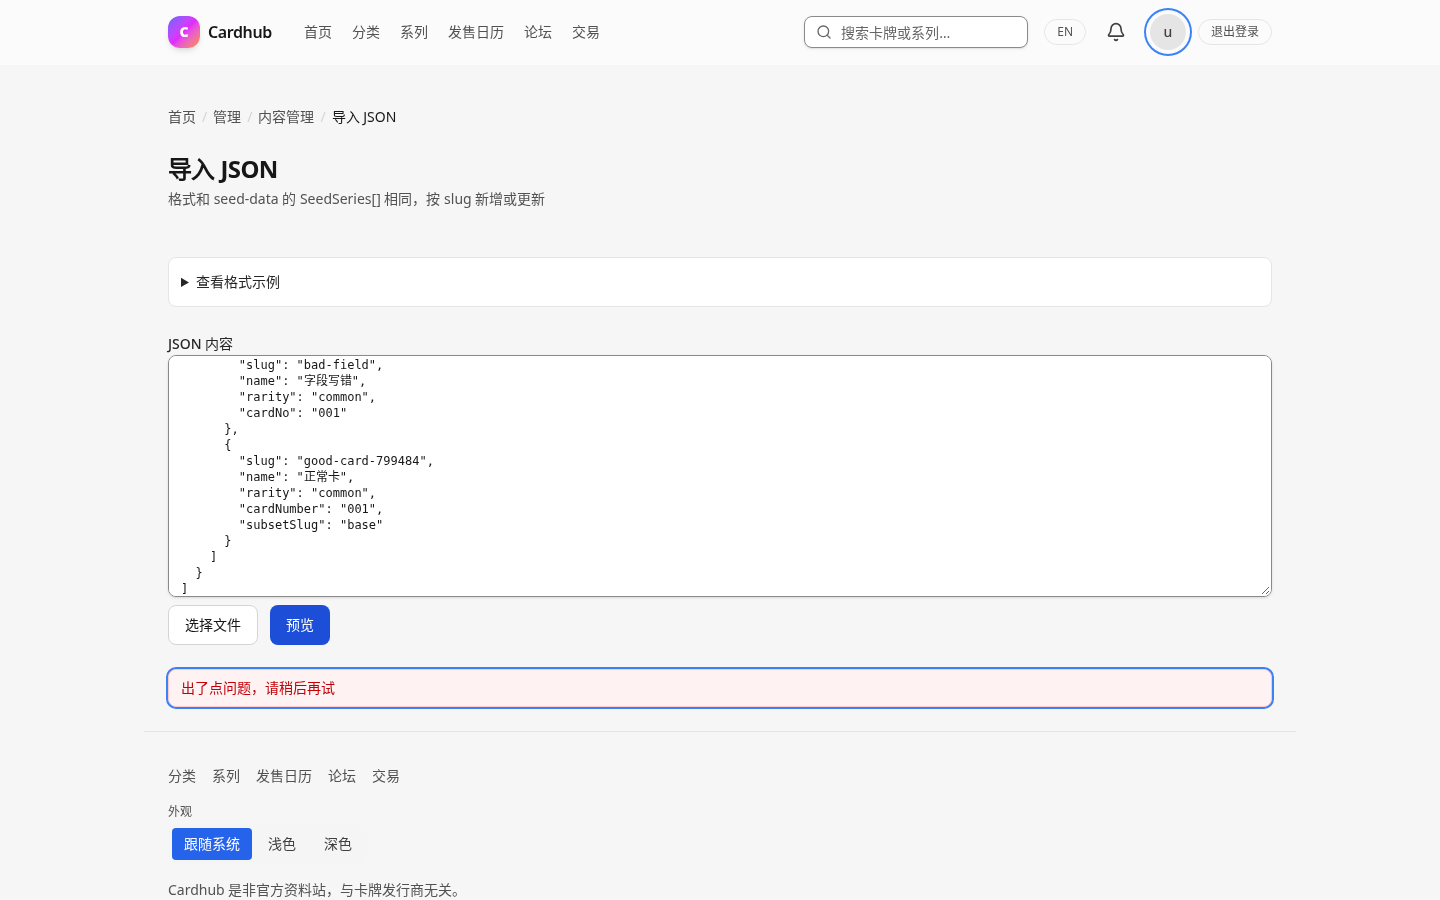 C Cardhub 首页 分类 系列 发售日历 论坛 交易 搜索卡牌或系列... EN u 退出登录
首页 / 管理 / 内容管理 / 导入 JSON
导入 JSON
格式和 seed-data 的 SeedSeries[] 相同，按 slug 新增或更新
▶ 查看格式示例
JSON 内容
"slug": "bad-field",
"name": "字段写错",
"rarity": "common",
"cardNo": "001"
},
{
"slug": "good-card-799484",
"name": "正常卡",
"rarity": "common",
"cardNumber": "001",
"subsetSlug": "base"
}
]
}
]
选择文件 预览
出了点问题，请稍后再试
分类 系列 发售日历 论坛 交易
外观
跟随系统 浅色 深色
Cardhub 是非官方资料站，与卡牌发行商无关。